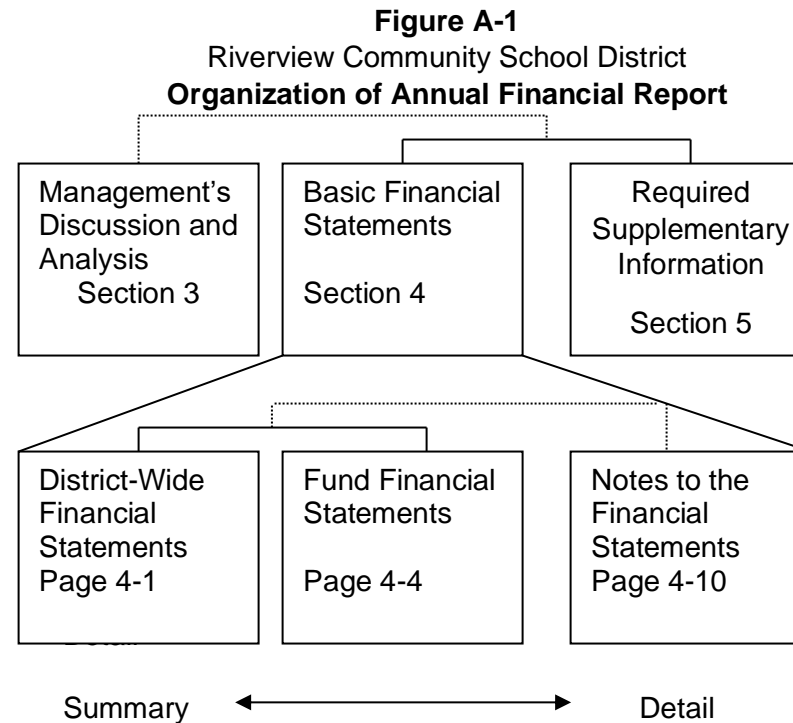 Figure A-1
Riverview Community School District
Organization of Annual Financial Report
Management’s
Discussion and
Analysis
Section 3
Basic Financial
Statements
Section 4
Required
Supplementary
Information
Section 5
District-Wide
Financial
Statements
Page 4-1
Fund Financial
Statements
Page 4-4
Notes to the
Financial
Statements
Page 4-10
Summary
Detail